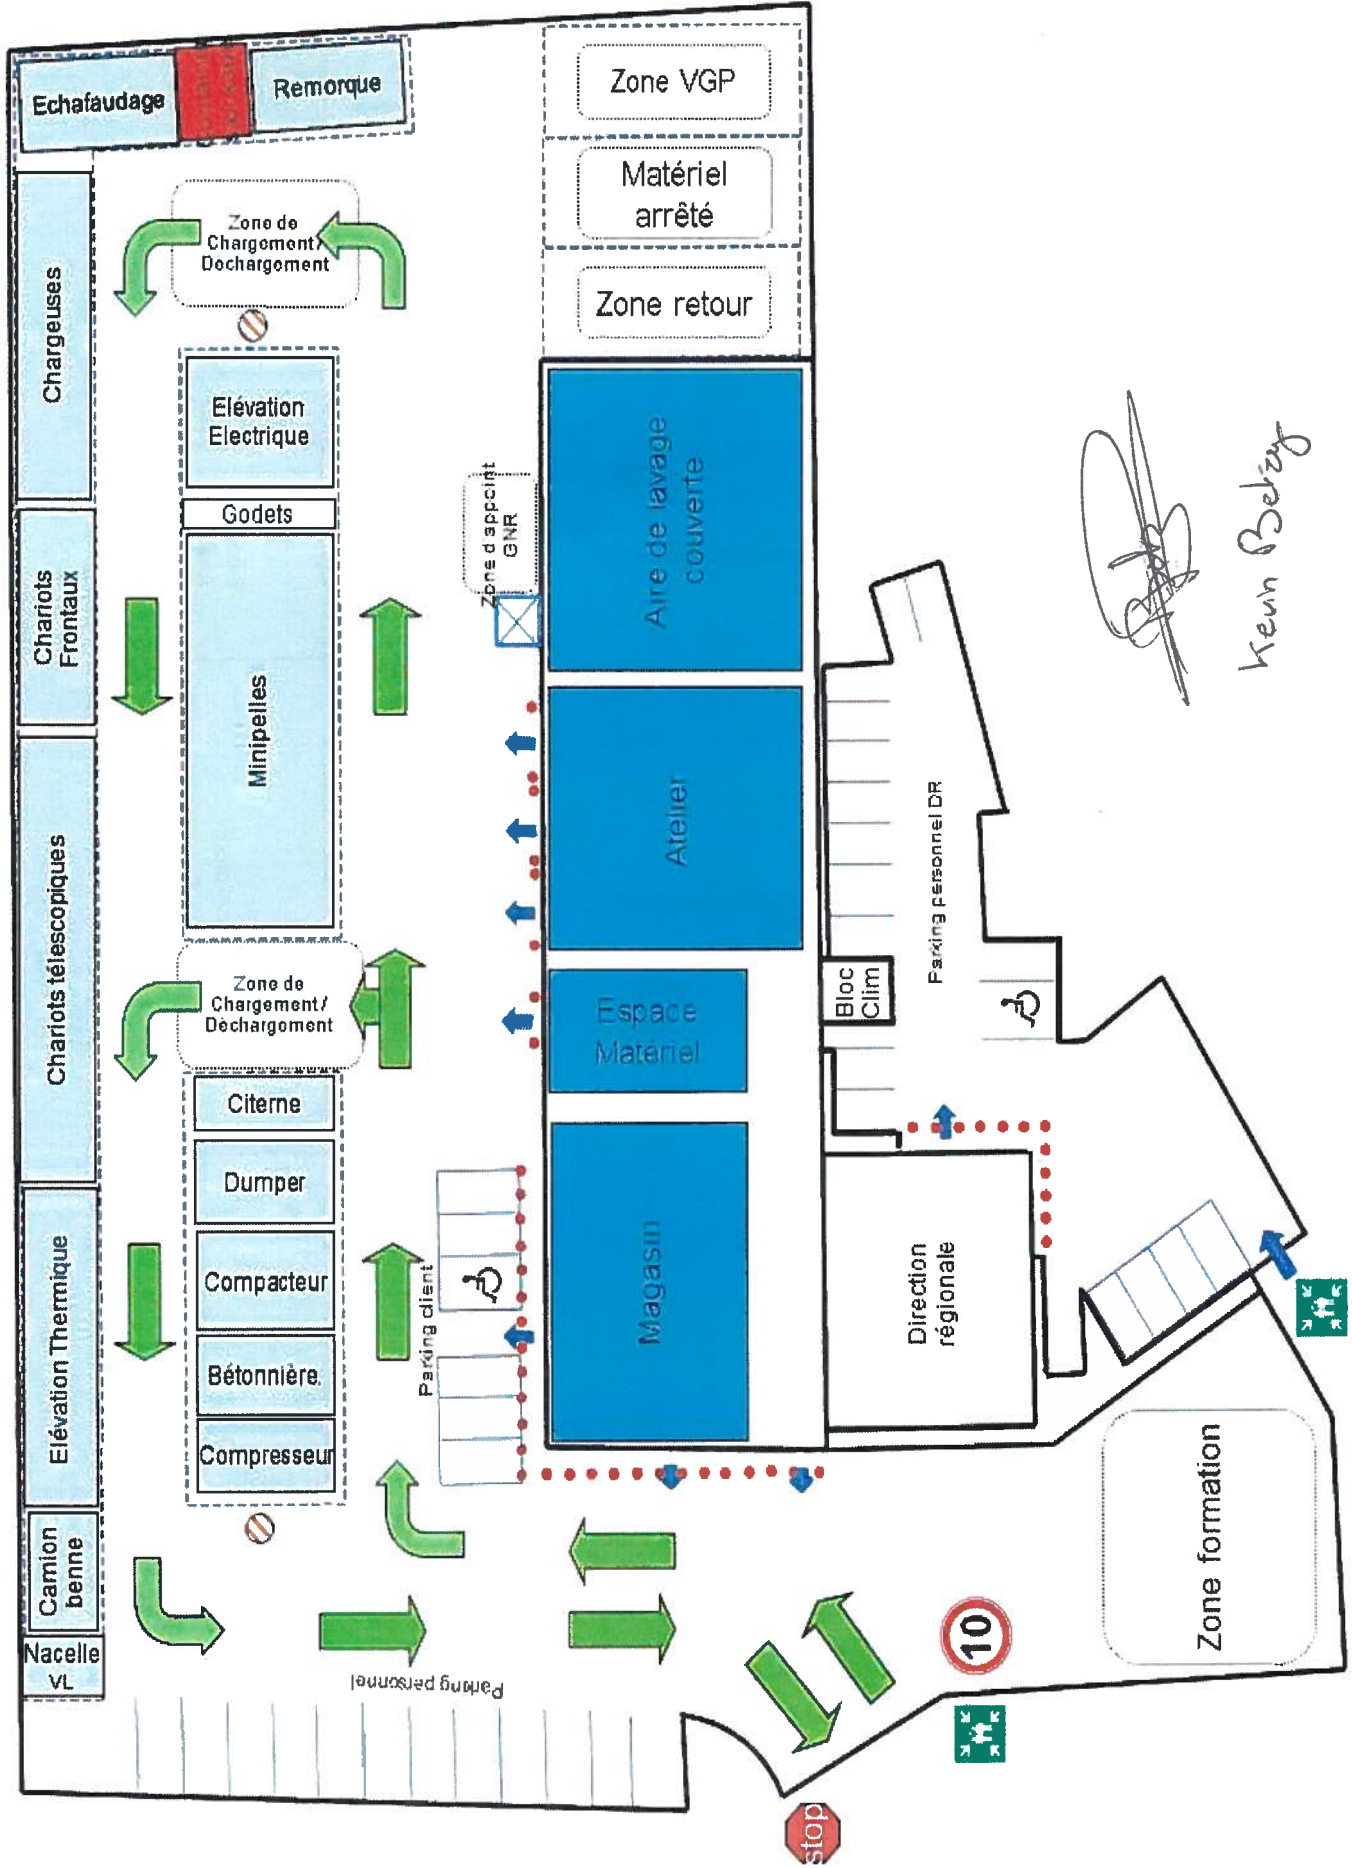 Echafaudage
Remorque
Zone VGP
Matériel
arrêté
Zone retour
Chargeuses
Zone de
Chargement /
Déchargement
Elévation
Electrique
Godets
Minipelles
Chariots
Frontaux
Zone d'appoint
GNR
Aire de lavage
couverte
Atelier
Chariots télescopiques
Zone de
Chargement /
Déchargement
Espace
Matériel
Bloc
Clim
Parking personnel DR
Citerne
Dumper
Compacteur
Bétonnière
Compresseur
Elévation Thermique
Parking client
Magasin
Direction
régionale
Camion
benne
Nacelle
VL
Parking personnel
10
Zone formation
stop
Kevin